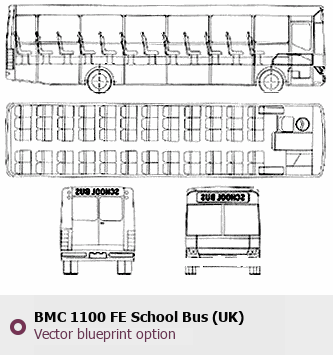 SCHOOL BUS
SCHOOL BUS
BMC 1100 FE School Bus (UK)
Vector blueprint option